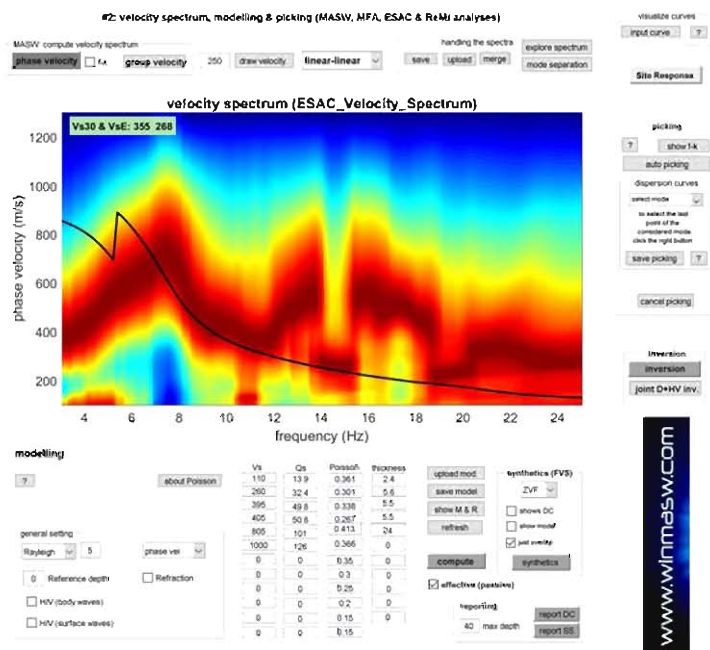 #2: velocity spectrum, modelling & picking (MASW, MFA, ESAC & ReMi analyses)
MASW: compute velocity spectrum
phase velocity
f-k
group velocity
250
draw velocity
linear-linear
handling the spectra
save
upload
merge
explore spectrum
mode separation
visualize curves
input curve
?
Site Response
velocity spectrum (ESAC_Velocity_Spectrum)
Vs30 & VsE: 355 268
phase velocity (m/s)
1200
1000
800
600
400
200
4 6 8 10 12 14 16 18 20 22 24
frequency (Hz)
picking
?
show f-k
auto picking
dispersion curves
select mode
to select the last
point of the
considered mode
click the right button
save picking
?
cancel picking
inversion
inversion
joint D+HV inv.
www.winmasw.com
modelling
?
about Poisson
general setting
Rayleigh
5
phase vel
0 Reference depth
Refraction
H/V (body waves)
H/V (surface waves)
Vs Qs Poisson thickness
110 13.9 0.361 2.4
260 32.4 0.301 5.6
395 49.8 0.338 5.5
405 50.6 0.267 5.5
805 101 0.413 24
1000 126 0.366 0
0 0 0.35 0
0 0 0.3 0
0 0 0.25 0
0 0 0.2 0
0 0 0.15 0
0 0 0.15
upload mod.
save model
show M & R
refresh
compute
synthetics (FVS)
ZVF
shows DC
show model
just overlay
synthetics
effective (passive)
reporting
40 max depth
report DC
report SS